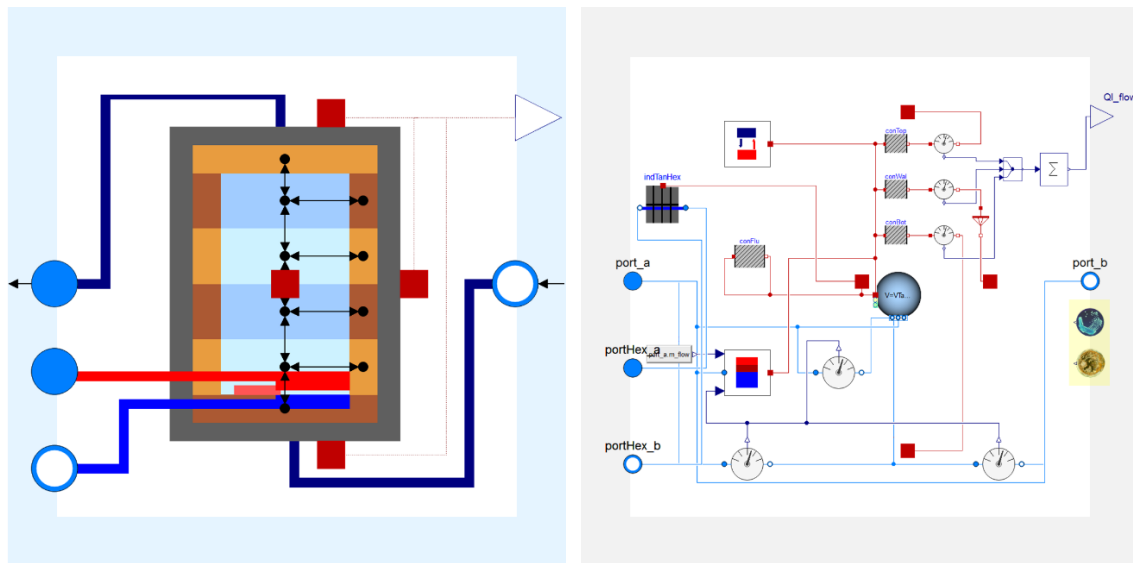 Ql_flow
conTop
indTanHex
conWal
conBot
conFlu
port_a
port_b
V=VTa...
portHex_a
port_a.m_flow
portHex_b
Σ